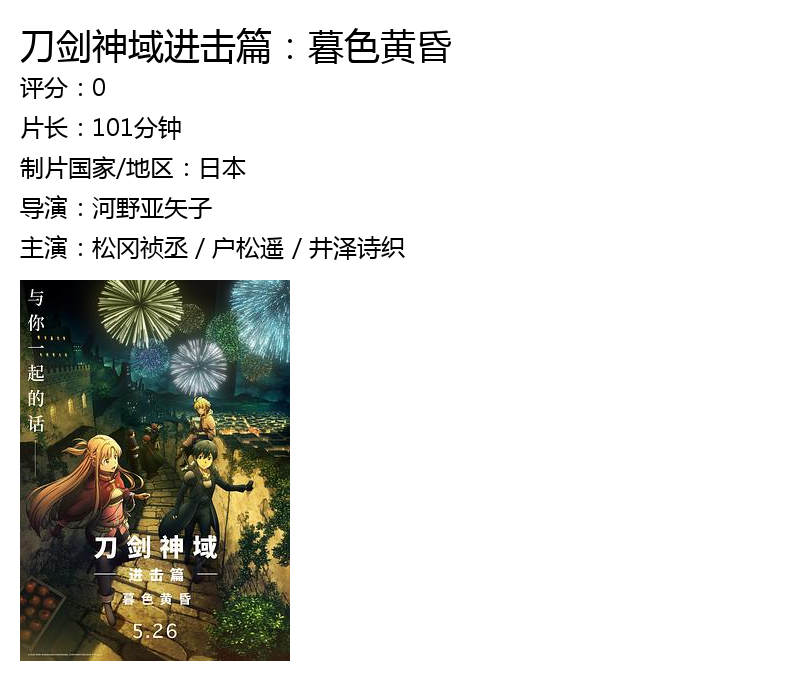 刀剑神域进击篇：暮色黄昏
评分：0
片长：101分钟
制片国家/地区：日本
导演：河野亚矢子
主演：松冈祯丞 / 户松遥 / 井泽诗织
与你一起的话——
刀剑神域
进击篇
暮色黄昏
5.26